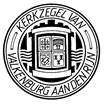 KERKZEGEL VAN
VALKENBURG AAN DEN RIJN